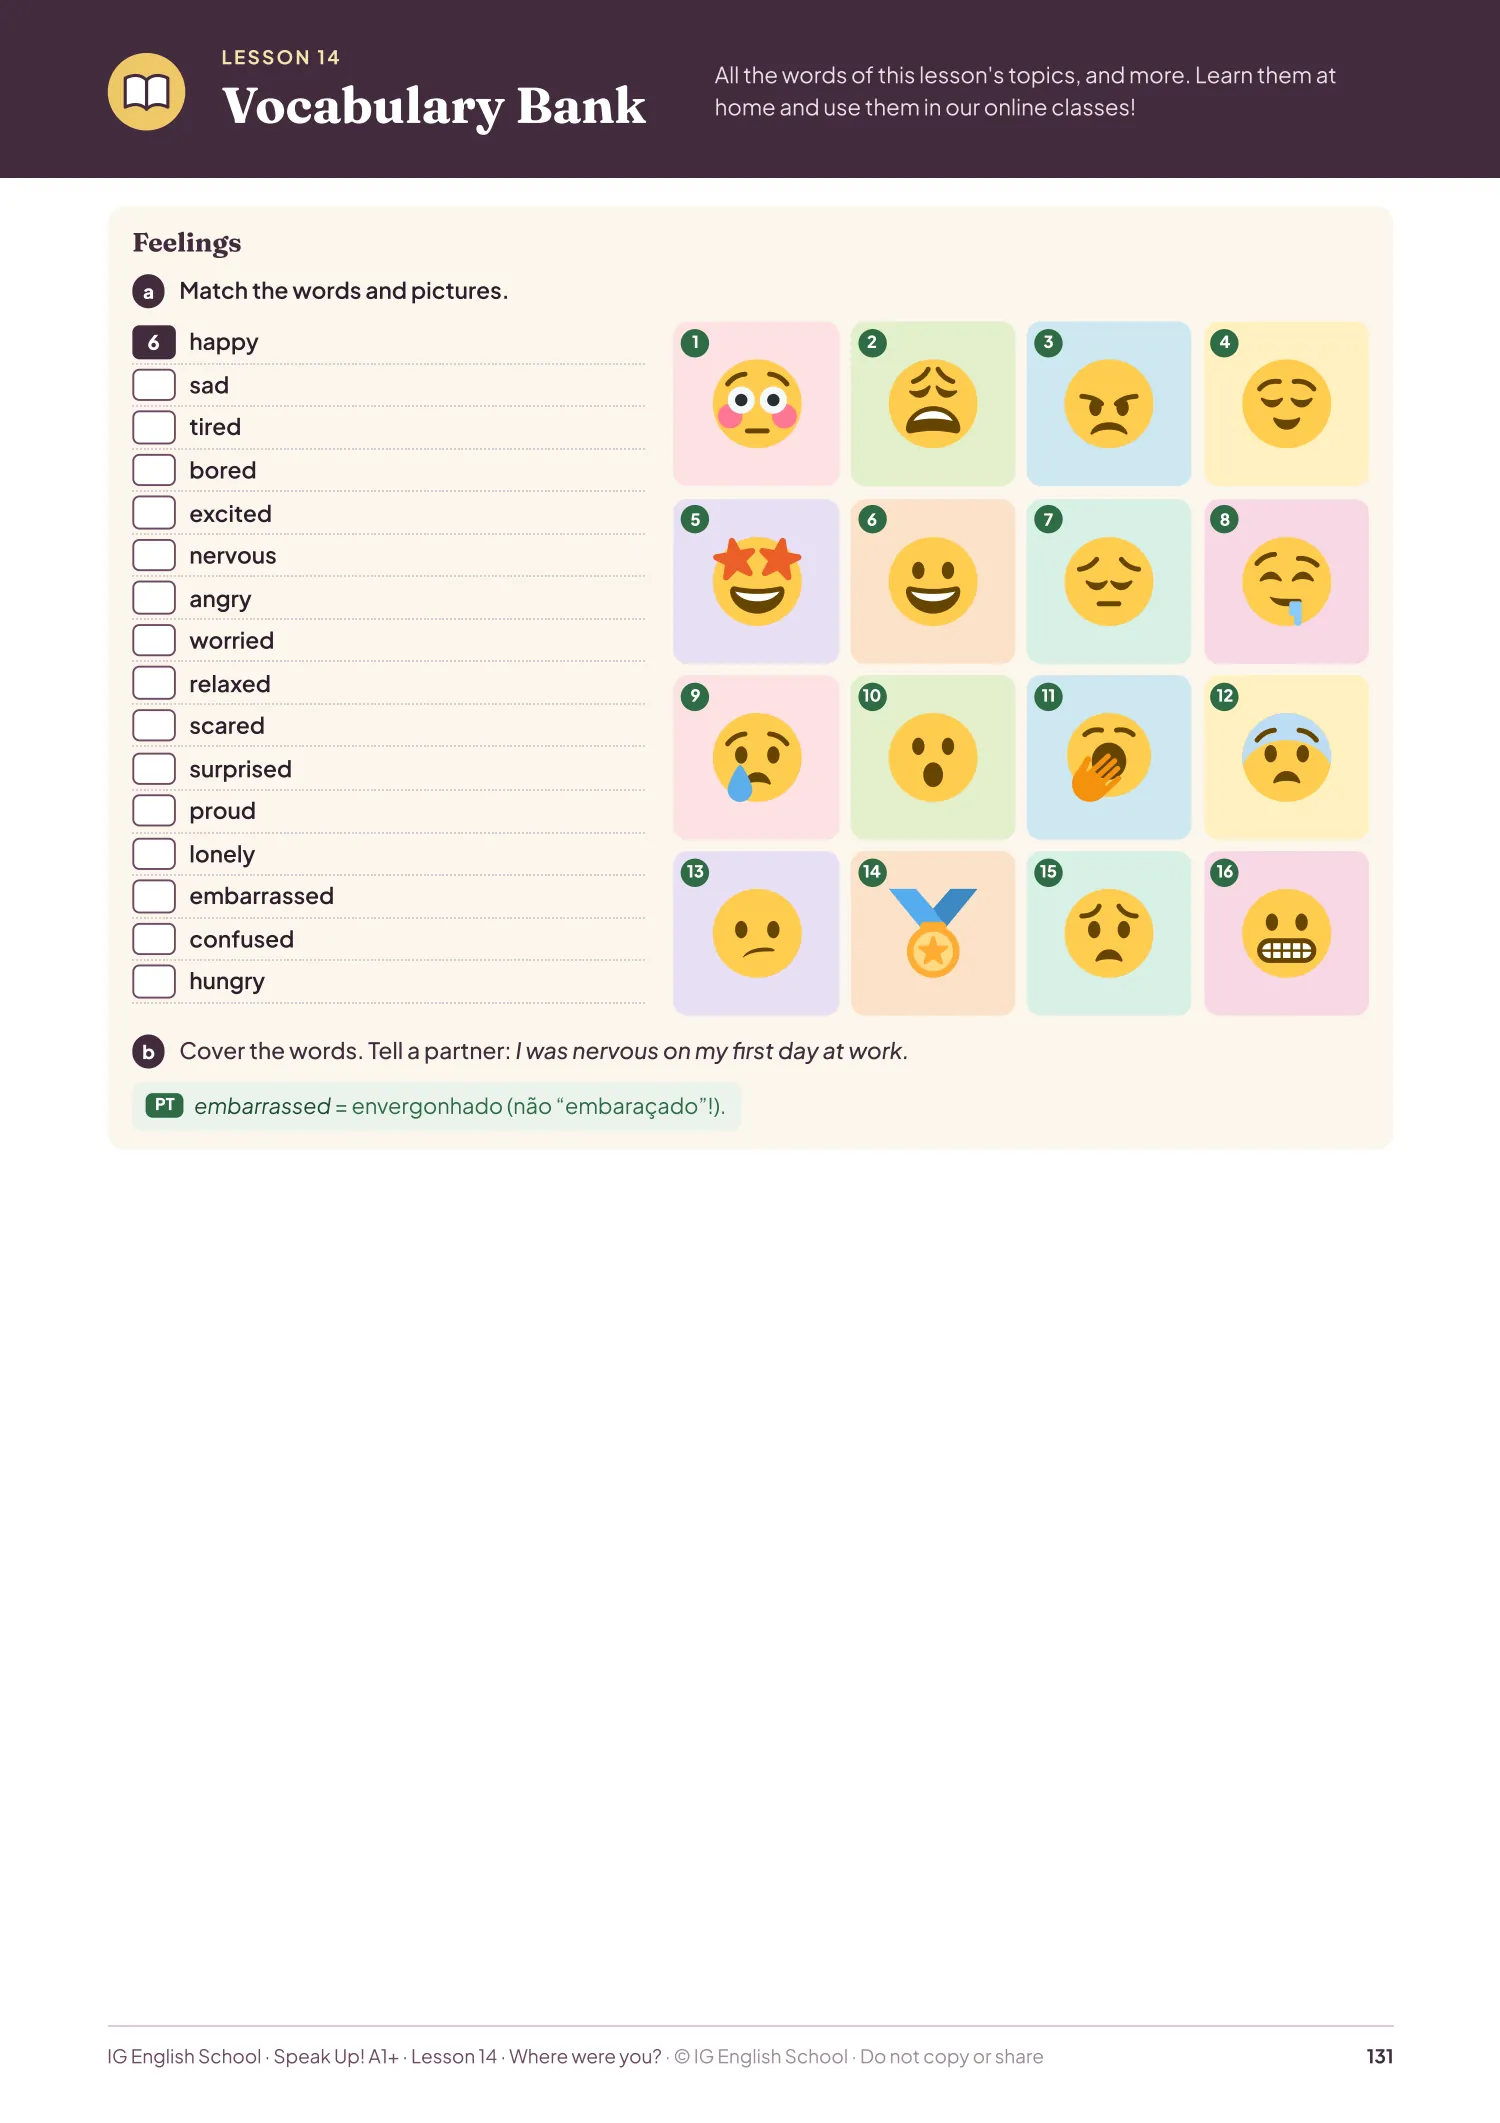 LESSON 14
Vocabulary Bank
All the words of this lesson's topics, and more. Learn them at
home and use them in our online classes!
Feelings
a Match the words and pictures.
6 happy
sad
tired
bored
excited
nervous
angry
worried
relaxed
scared
surprised
proud
lonely
embarrassed
confused
hungry
1 2 3 4
5 6 7 8
9 10 11 12
13 14 15 16
b Cover the words. Tell a partner: I was nervous on my first day at work.
PT embarrassed = envergonhado (não “embaraçado”!).
IG English School · Speak Up! A1+ · Lesson 14 · Where were you? · © IG English School · Do not copy or share 131